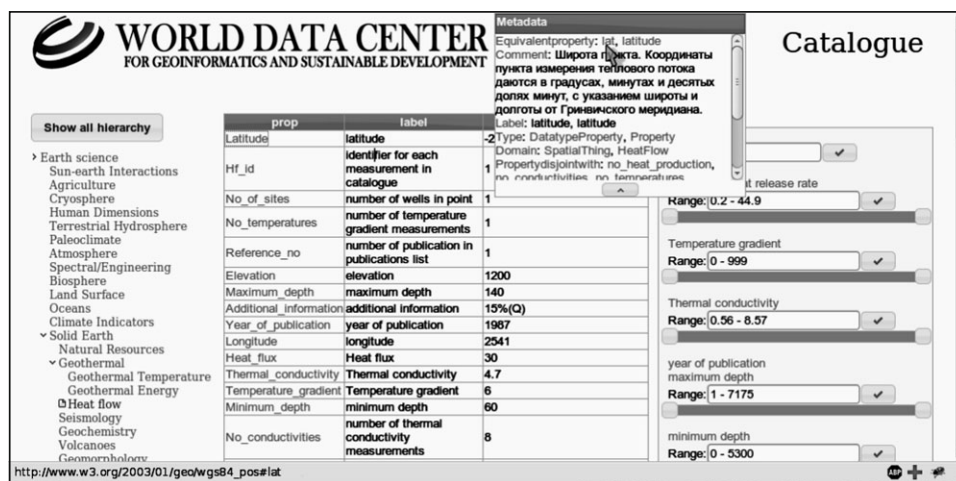 WORLD DATA CENTER
FOR GEOINFORMATICS AND SUSTAINABLE DEVELOPMENT
Catalogue
Metadata
Equivalentproperty: lat, latitude
Comment: Широта пункта. Координаты
пункта измерения теплового потока
даются в градусах, минутах и десятых
долях минут, с указанием широты и
долготы от Гринвичского меридиана.
Label: latitude, latitude
Type: DatatypeProperty, Property
Domain: SpatialThing, HeatFlow
Propertydisjointwith: no_heat_production,
no_conductivities, no_temperatures
Show all hierarchy
Earth science
Sun-earth Interactions
Agriculture
Cryosphere
Human Dimensions
Terrestrial Hydrosphere
Paleoclimate
Atmosphere
Spectral/Engineering
Biosphere
Land Surface
Oceans
Climate Indicators
Solid Earth
Natural Resources
Geothermal
Geothermal Temperature
Geothermal Energy
Heat flow
Seismology
Geochemistry
Volcanoes
Geomorphology
prop label
Latitude latitude -2
Hf_id identifier for each
measurement in
catalogue 1
No_of_sites number of wells in point 1
No_temperatures number of temperature
gradient measurements 1
Reference_no number of publication in
publications list 1
Elevation elevation 1200
Maximum_depth maximum depth 140
Additional_information additional information 15%(Q)
Year_of_publication year of publication 1987
Longitude longitude 2541
Heat_flux Heat flux 30
Thermal_conductivity Thermal conductivity 4.7
Temperature_gradient Temperature gradient 6
Minimum_depth minimum depth 60
No_conductivities number of thermal
conductivity
measurements 8
release rate
Range: 0.2 - 44.9
Temperature gradient
Range: 0 - 999
Thermal conductivity
Range: 0.56 - 8.57
year of publication
maximum depth
Range: 1 - 7175
minimum depth
Range: 0 - 5300
http://www.w3.org/2003/01/geo/wgs84_pos#lat
ABP